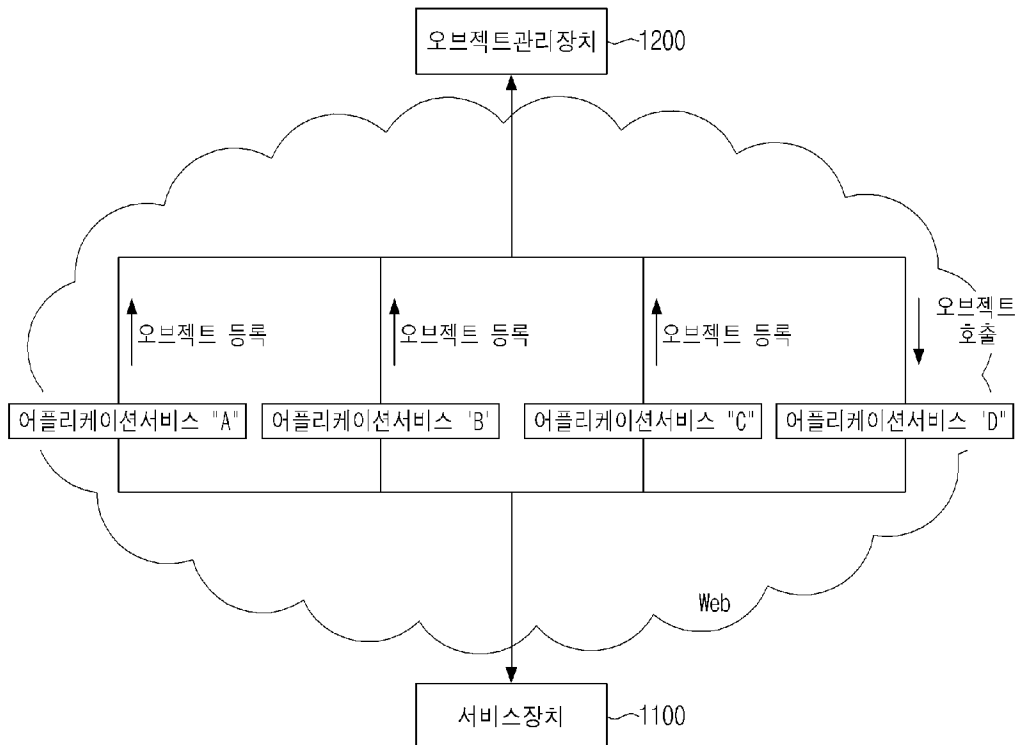 오브젝트관리장치 1200
오브젝트 등록
오브젝트 등록
오브젝트 등록
오브젝트
호출
어플리케이션서비스 "A"
어플리케이션서비스 'B'
어플리케이션서비스 "C"
어플리케이션서비스 'D"
Web
서비스장치 1100